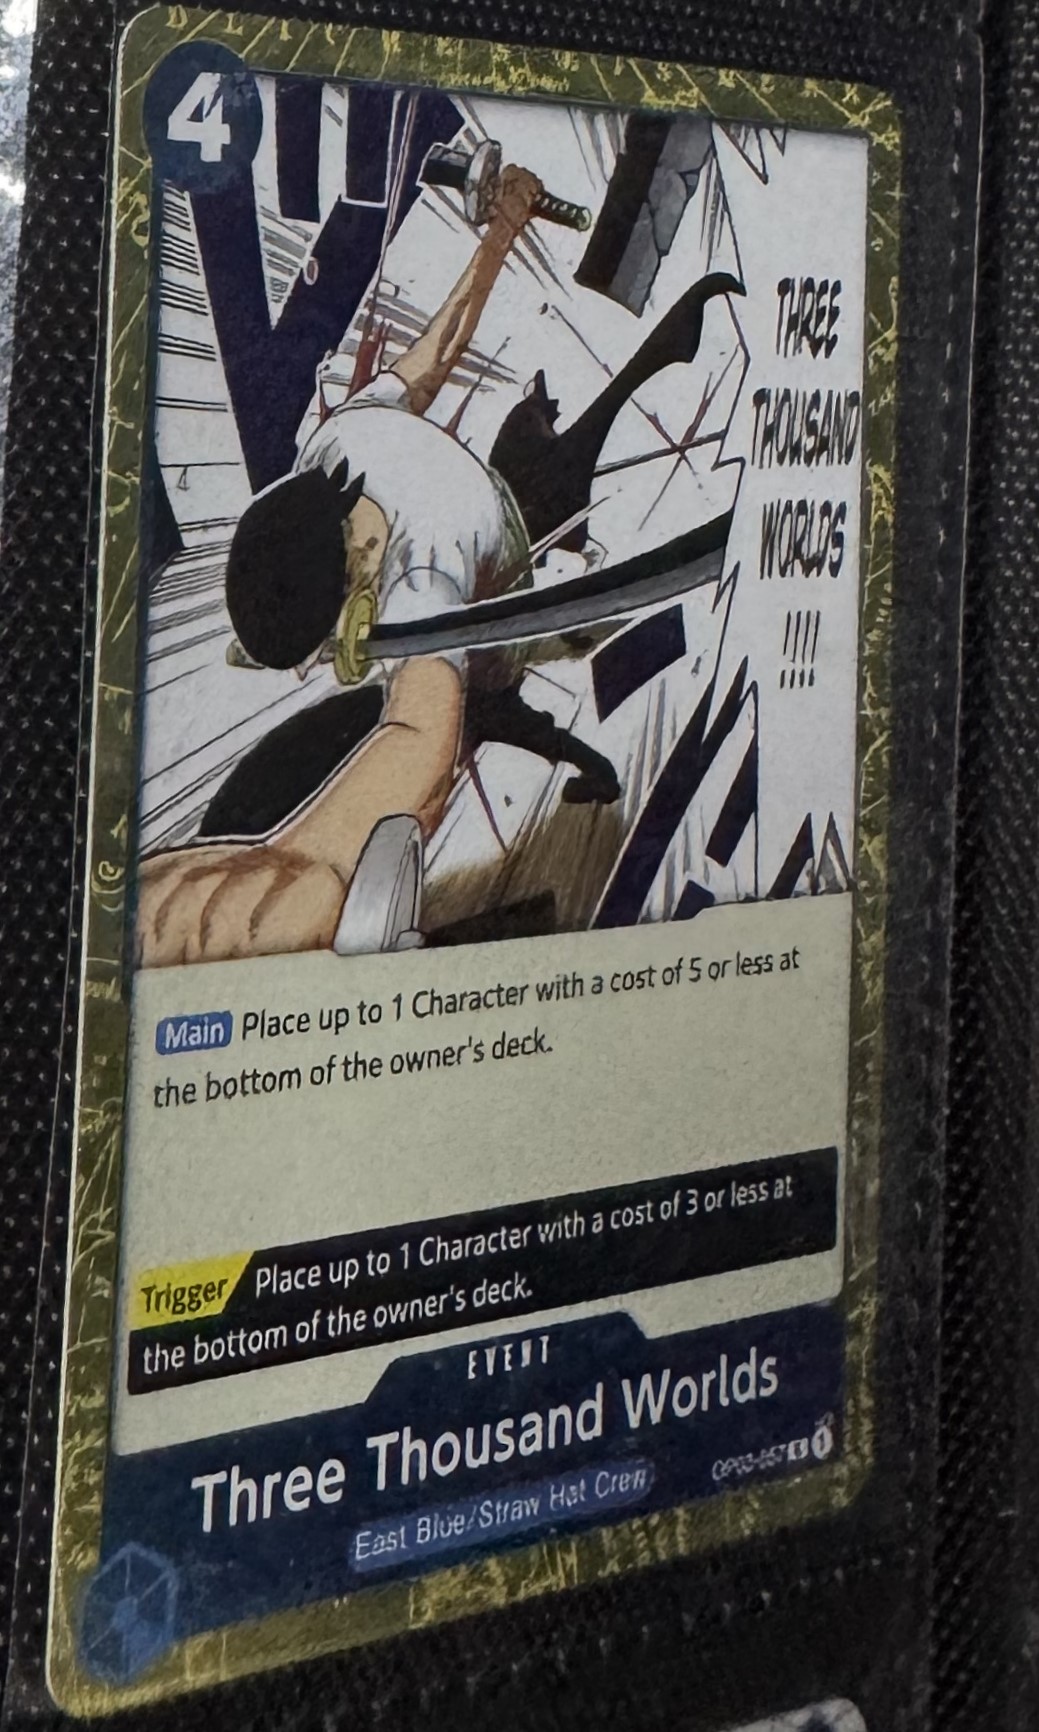 4
THREE
THOUSAND
WORLDS
!!!!
Main Place up to 1 Character with a cost of 5 or less at
the bottom of the owner's deck.
Trigger Place up to 1 Character with a cost of 3 or less at
the bottom of the owner's deck.
EVENT
Three Thousand Worlds
East Blue/Straw Hat Crew